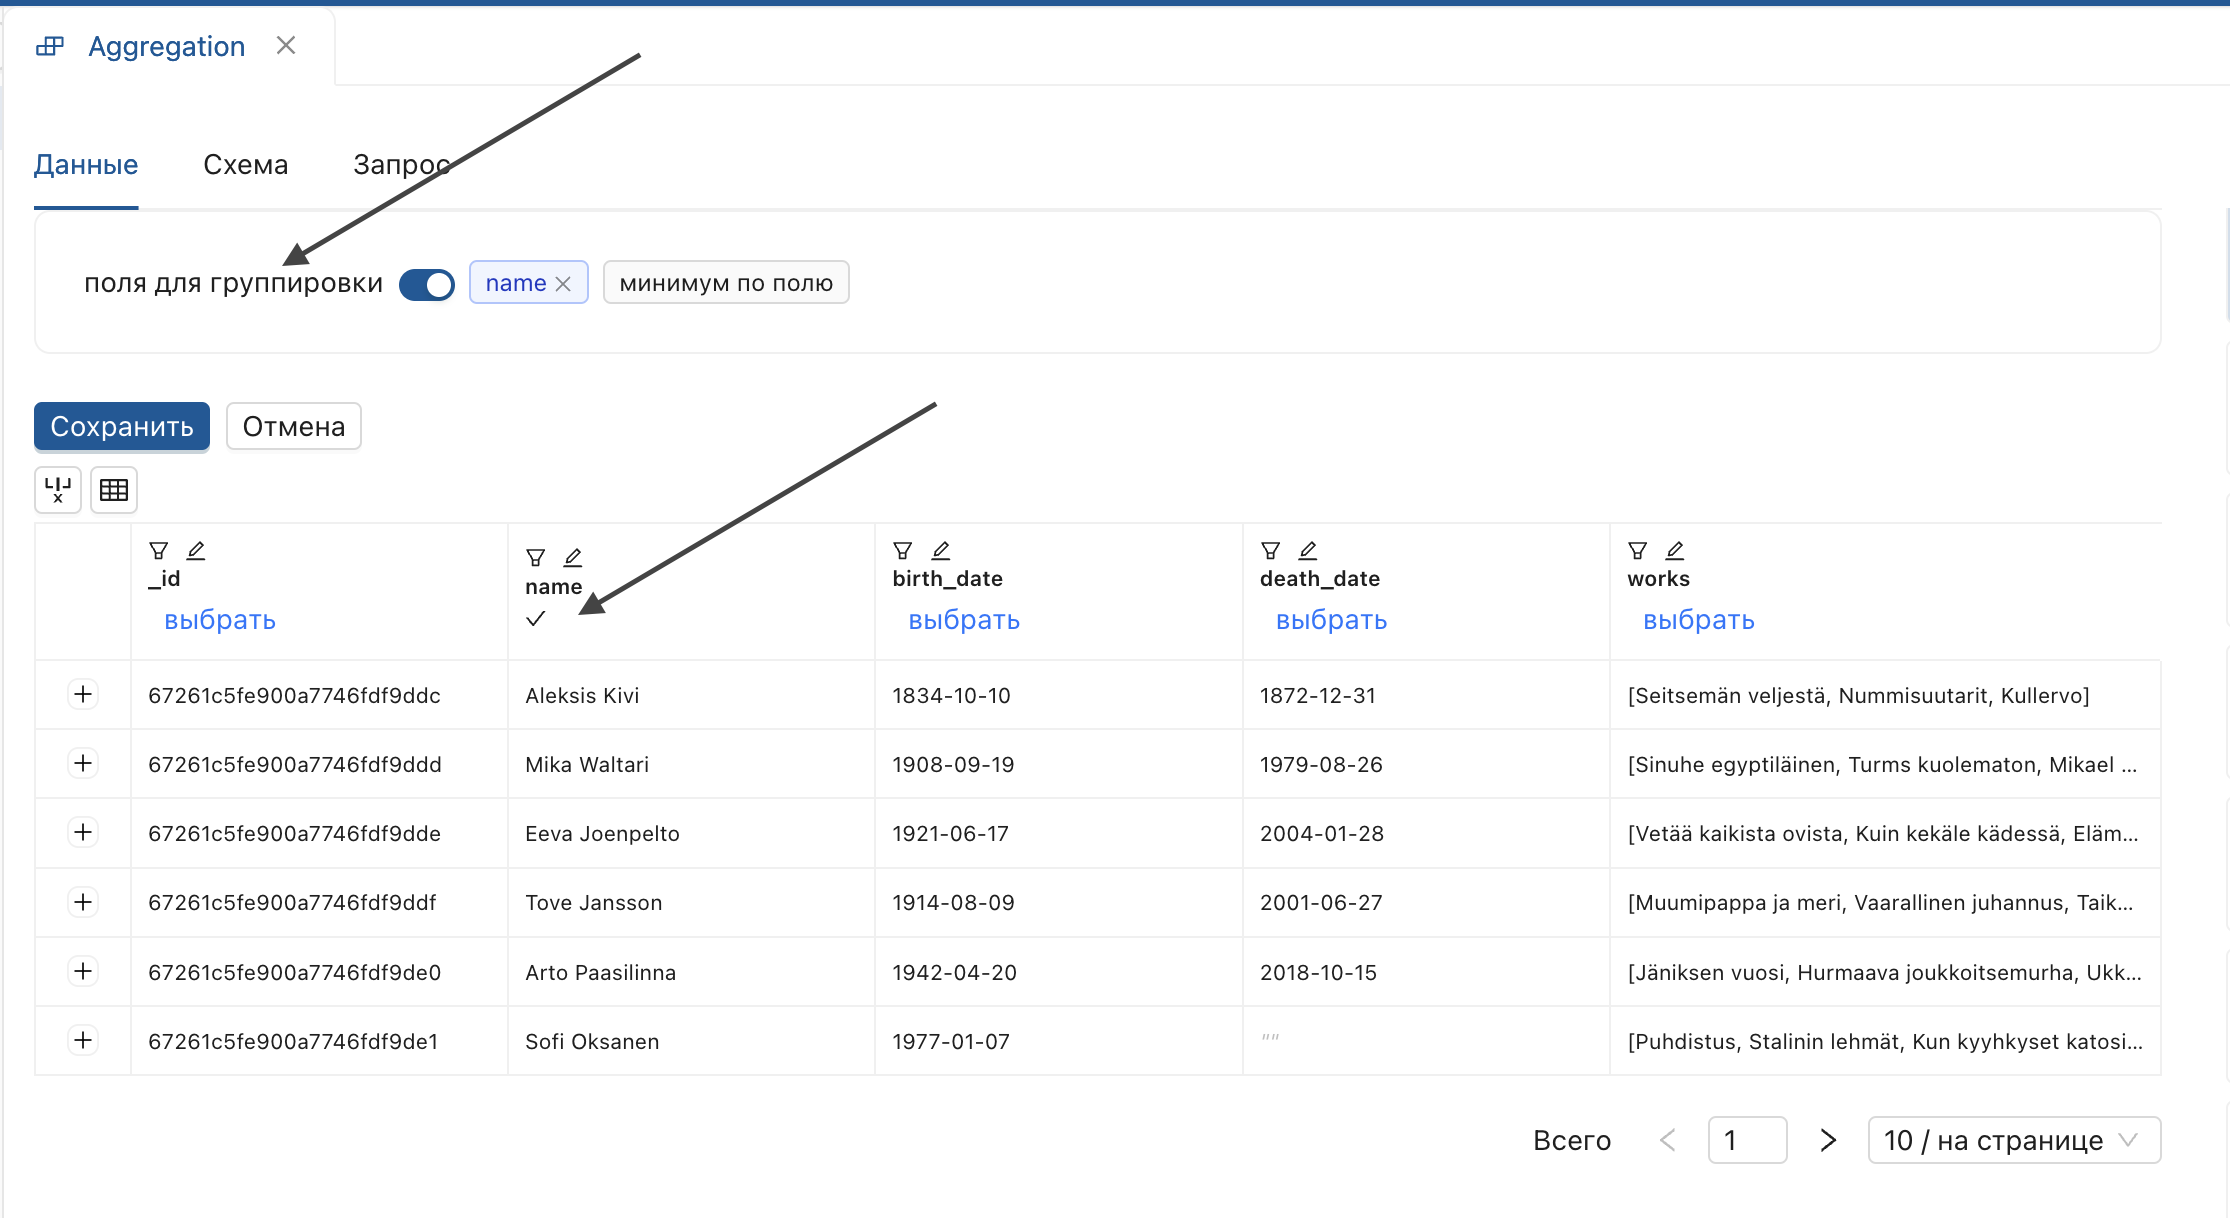 Aggregation
Данные Схема Запрос
поля для группировки name минимум по полю
Сохранить Отмена
_id name birth_date death_date works
выбрать выбрать выбрать выбрать
67261c5fe900a7746fdf9ddc Aleksis Kivi 1834-10-10 1872-12-31 [Seitsemän veljestä, Nummisuutarit, Kullervo]
67261c5fe900a7746fdf9ddd Mika Waltari 1908-09-19 1979-08-26 [Sinuhe egyptiläinen, Turms kuolematon, Mikael ...
67261c5fe900a7746fdf9dde Eeva Joenpelto 1921-06-17 2004-01-28 [Vetää kaikista ovista, Kuin kekäle kädessä, Eläm...
67261c5fe900a7746fdf9ddf Tove Jansson 1914-08-09 2001-06-27 [Muumipappa ja meri, Vaarallinen juhannus, Taik...
67261c5fe900a7746fdf9de0 Arto Paasilinna 1942-04-20 2018-10-15 [Jäniksen vuosi, Hurmaava joukkoitsemurha, Ukk...
67261c5fe900a7746fdf9de1 Sofi Oksanen 1977-01-07 "" [Puhdistus, Stalinin lehmät, Kun kyyhkyset katosi...
Всего 1 10 / на странице